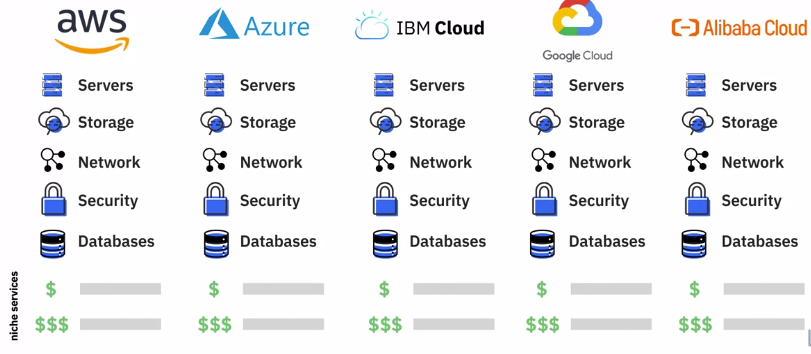 aws Azure IBM Cloud Google Cloud Alibaba Cloud
Servers Servers Servers Servers Servers
Storage Storage Storage Storage Storage
Network Network Network Network Network
Security Security Security Security Security
Databases Databases Databases Databases Databases
niche services
$ $ $ $ $
$$$ $$$ $$$ $$$ $$$